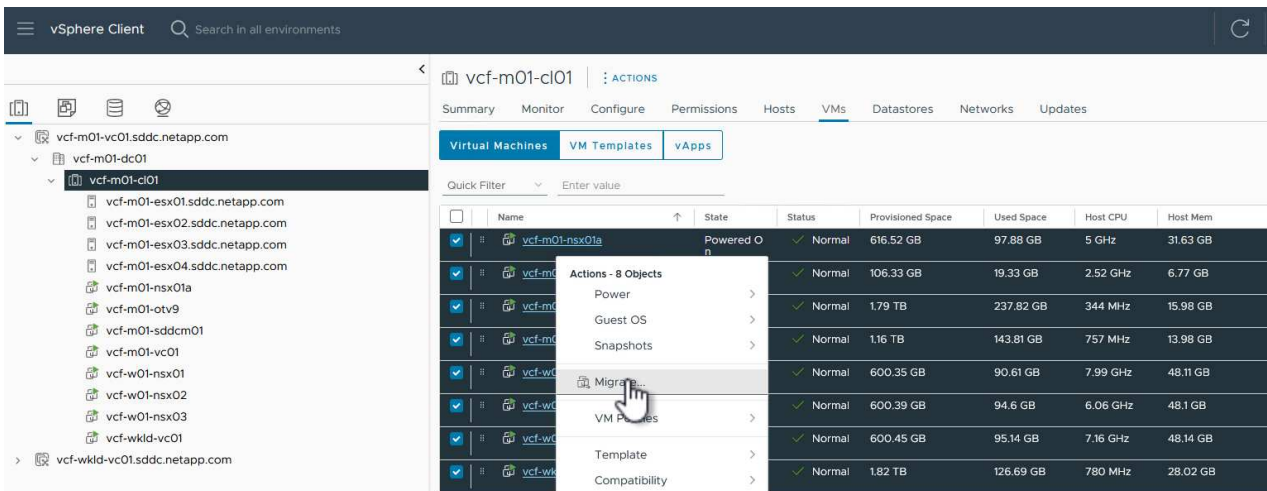 vSphere Client
Search in all environments
vcf-m01-vc01.sddc.netapp.com
vcf-m01-dc01
vcf-m01-cl01
vcf-m01-esx01.sddc.netapp.com
vcf-m01-esx02.sddc.netapp.com
vcf-m01-esx03.sddc.netapp.com
vcf-m01-esx04.sddc.netapp.com
vcf-m01-nsx01a
vcf-m01-otv9
vcf-m01-sddcm01
vcf-m01-vc01
vcf-w01-nsx01
vcf-w01-nsx02
vcf-w01-nsx03
vcf-wkld-vc01
vcf-wkld-vc01.sddc.netapp.com
vcf-m01-cl01
ACTIONS
Summary Monitor Configure Permissions Hosts VMs Datastores Networks Updates
Virtual Machines VM Templates vApps
Quick Filter Enter value
Name State Status Provisioned Space Used Space Host CPU Host Mem
vcf-m01-nsx01a Powered On Normal 616.52 GB 97.88 GB 5 GHz 31.63 GB
Normal 106.33 GB 19.33 GB 2.52 GHz 6.77 GB
Normal 1.79 TB 237.82 GB 344 MHz 15.98 GB
Normal 1.16 TB 143.81 GB 757 MHz 13.98 GB
Normal 600.35 GB 90.61 GB 7.99 GHz 48.11 GB
Normal 600.39 GB 94.6 GB 6.06 GHz 48.1 GB
Normal 600.45 GB 95.14 GB 7.16 GHz 48.14 GB
Normal 1.82 TB 126.69 GB 780 MHz 28.02 GB
Actions - 8 Objects
Power
Guest OS
Snapshots
Migrate...
VM Policies
Template
Compatibility